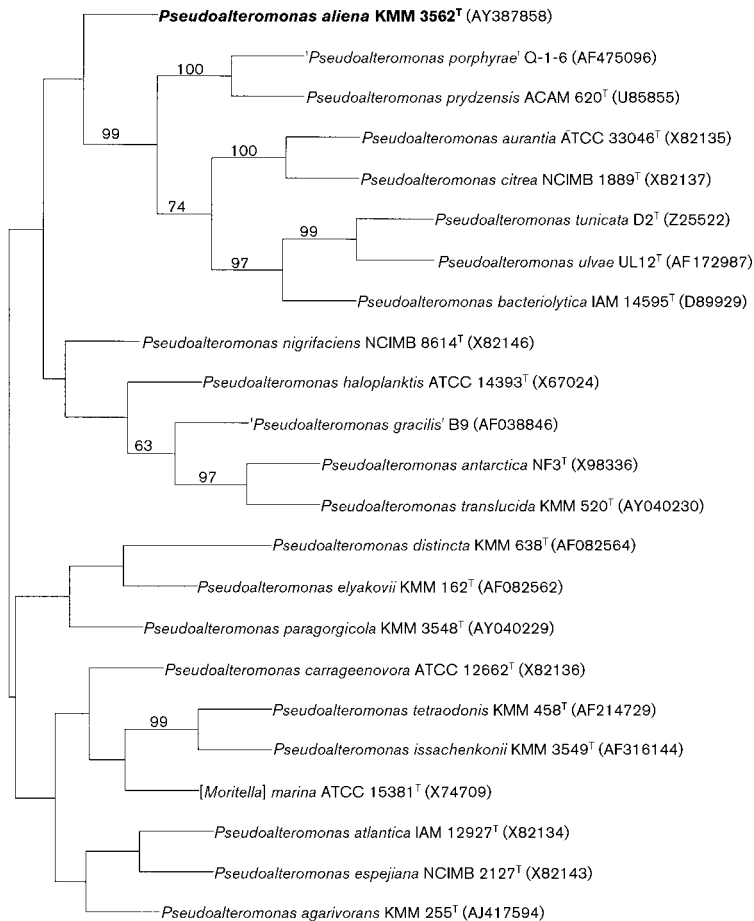 Pseudoalteromonas aliena KMM 3562ᵀ (AY387858)
'Pseudoalteromonas porphyrae' Q-1-6 (AF475096)
100
Pseudoalteromonas prydzensis ACAM 620ᵀ (U85855)
99
Pseudoalteromonas aurantia ATCC 33046ᵀ (X82135)
100
Pseudoalteromonas citrea NCIMB 1889ᵀ (X82137)
74
Pseudoalteromonas tunicata D2ᵀ (Z25522)
99
Pseudoalteromonas ulvae UL12ᵀ (AF172987)
97
Pseudoalteromonas bacteriolytica IAM 14595ᵀ (D89929)
Pseudoalteromonas nigrifaciens NCIMB 8614ᵀ (X82146)
Pseudoalteromonas haloplanktis ATCC 14393ᵀ (X67024)
'Pseudoalteromonas gracilis' B9 (AF038846)
63
Pseudoalteromonas antarctica NF3ᵀ (X98336)
97
Pseudoalteromonas translucida KMM 520ᵀ (AY040230)
Pseudoalteromonas distincta KMM 638ᵀ (AF082564)
Pseudoalteromonas elyakovii KMM 162ᵀ (AF082562)
Pseudoalteromonas paragorgicola KMM 3548ᵀ (AY040229)
Pseudoalteromonas carrageenovora ATCC 12662ᵀ (X82136)
Pseudoalteromonas tetraodonis KMM 458ᵀ (AF214729)
99
Pseudoalteromonas issachenkonii KMM 3549ᵀ (AF316144)
[Moritella] marina ATCC 15381ᵀ (X74709)
Pseudoalteromonas atlantica IAM 12927ᵀ (X82134)
Pseudoalteromonas espejiana NCIMB 2127ᵀ (X82143)
Pseudoalteromonas agarivorans KMM 255ᵀ (AJ417594)